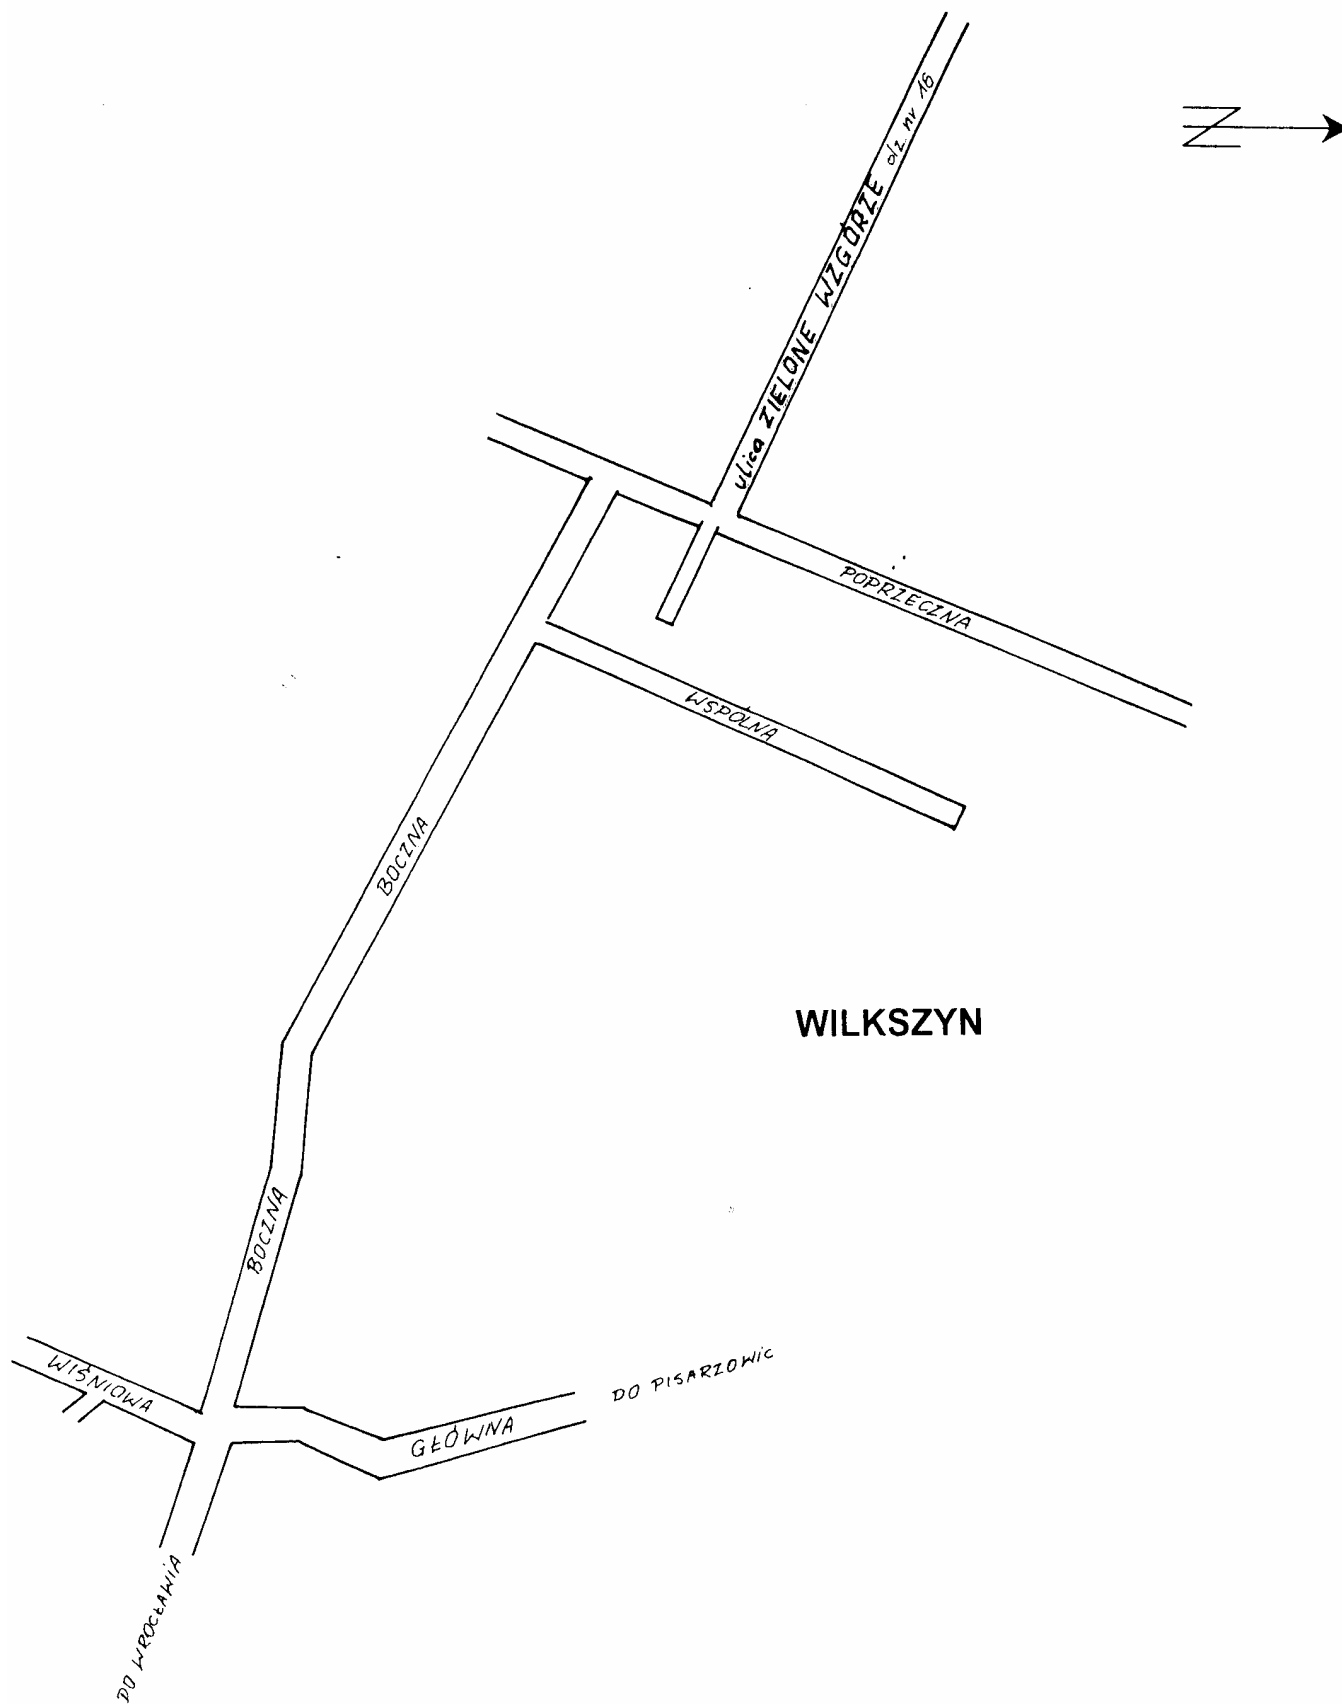 N
ulica ZIELONE WZGÓRZE dz. nr 16
POPRZECZNA
WSPÓLNA
BOCZNA
WILKSZYN
BOCZNA
WIŚNIOWA
GŁÓWNA
DO PISARZOWIC
DO WROCŁAWIA